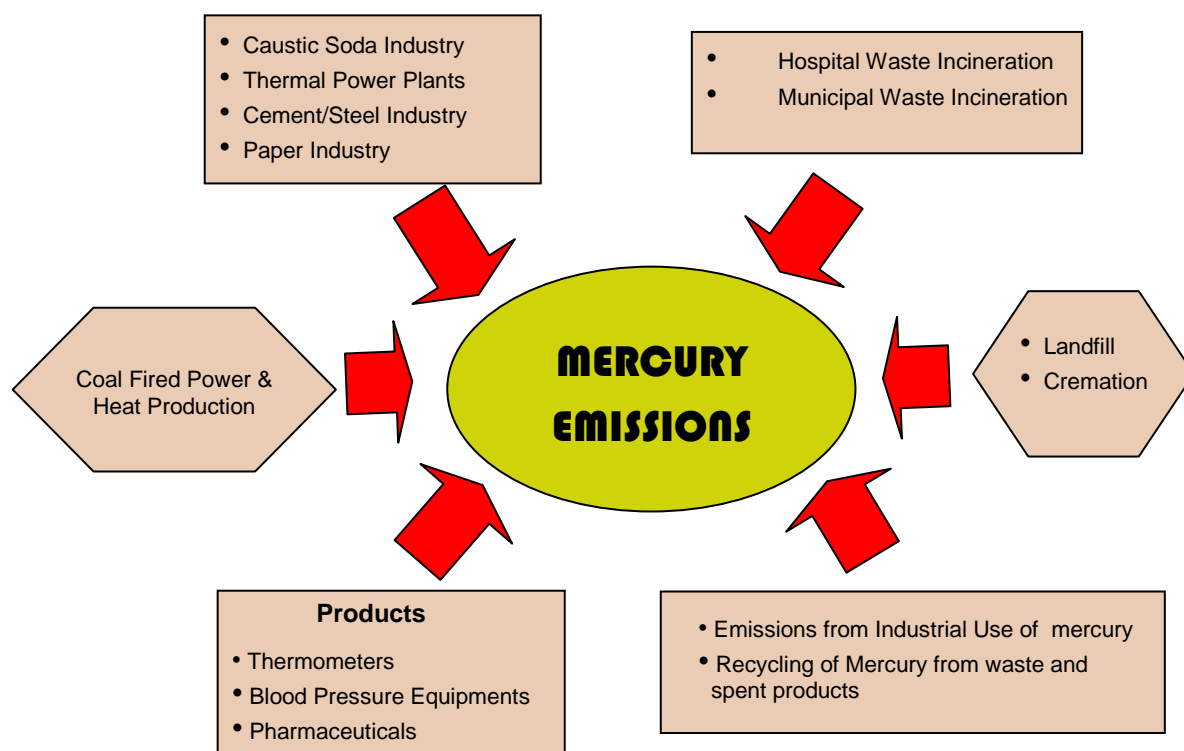 • Caustic Soda Industry
• Thermal Power Plants
• Cement/Steel Industry
• Paper Industry
• Hospital Waste Incineration
• Municipal Waste Incineration
Coal Fired Power &
Heat Production
MERCURY
EMISSIONS
• Landfill
• Cremation
Products
• Thermometers
• Blood Pressure Equipments
• Pharmaceuticals
• Emissions from Industrial Use of mercury
• Recycling of Mercury from waste and
spent products